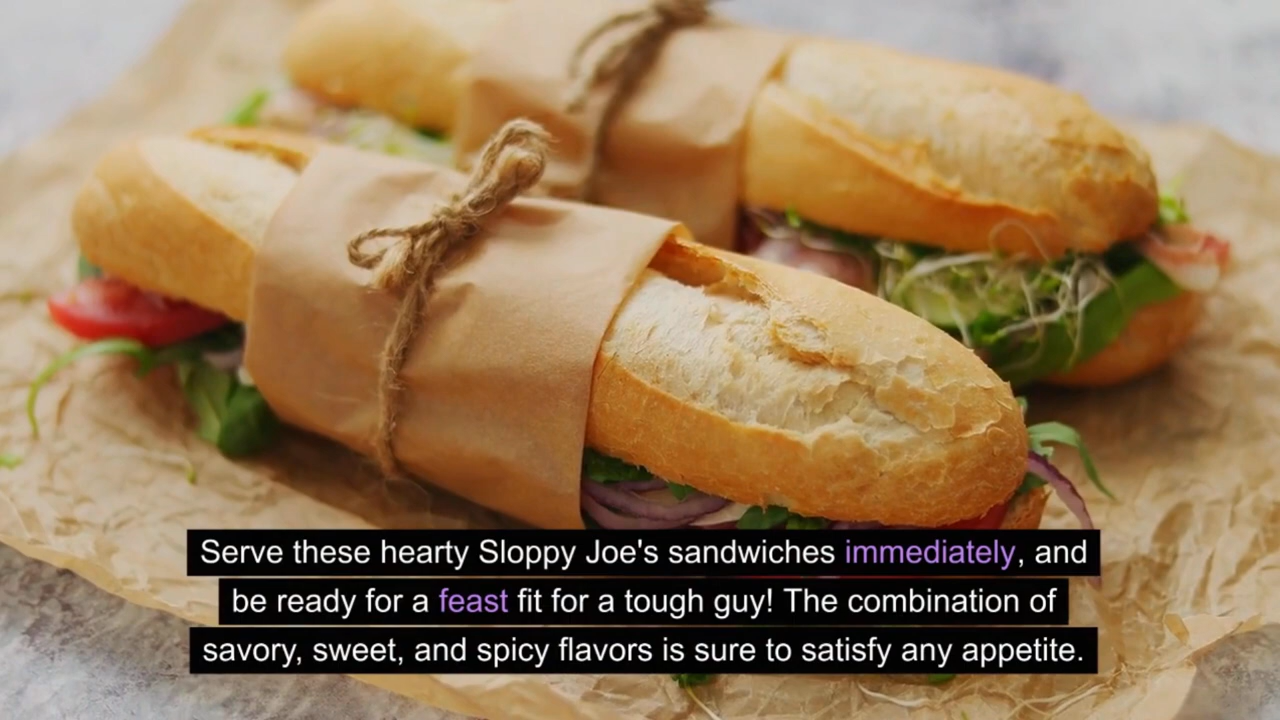 Serve these hearty Sloppy Joe's sandwiches immediately, and
be ready for a feast fit for a tough guy! The combination of
savory, sweet, and spicy flavors is sure to satisfy any appetite.